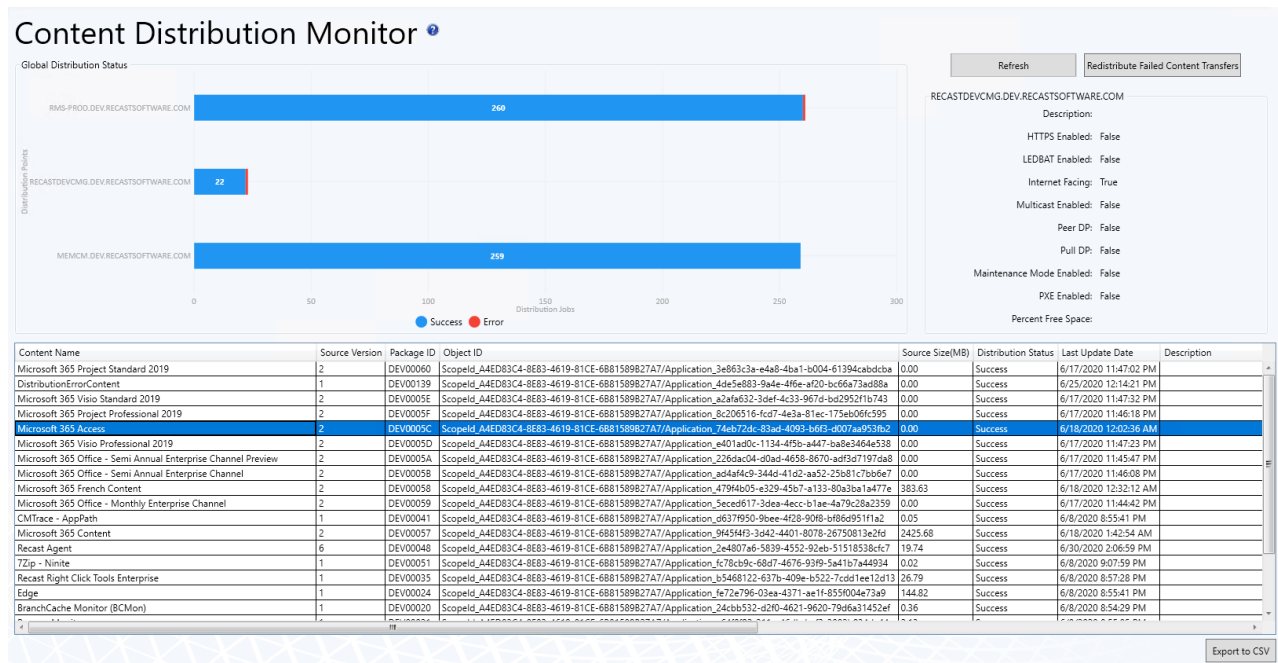 Content Distribution Monitor ?
Global Distribution Status
Refresh
Redistribute Failed Content Transfers
Distribution Points
RMS-PROD.DEV.RECASTSOFTWARE.COM 260
RECASTDEVCMG.DEV.RECASTSOFTWARE.COM 22
MEMCM.DEV.RECASTSOFTWARE.COM 259
0 50 100 150 200 250 300
Distribution Jobs
Success Error
RECASTDEVCMG.DEV.RECASTSOFTWARE.COM
Description:
HTTPS Enabled: False
LEDBAT Enabled: False
Internet Facing: True
Multicast Enabled: False
Peer DP: False
Pull DP: False
Maintenance Mode Enabled: False
PXE Enabled: False
Percent Free Space:
Content Name Source Version Package ID Object ID Source Size(MB) Distribution Status Last Update Date Description
Microsoft 365 Project Standard 2019 2 DEV00060 ScopeId_A4ED83C4-8E83-4619-81CE-6B81589B27A7/Application_3e863c3a-e4a8-4ba1-b004-61394cabdcba 0.00 Success 6/17/2020 11:47:02 PM
DistributionErrorContent 1 DEV00139 ScopeId_A4ED83C4-8E83-4619-81CE-6B81589B27A7/Application_4de5e883-9a4e-4f6e-af20-bc66a73ad88a 0.00 Success 6/25/2020 12:14:21 PM
Microsoft 365 Visio Standard 2019 2 DEV0005E ScopeId_A4ED83C4-8E83-4619-81CE-6B81589B27A7/Application_a2afa632-3def-4c33-967d-bd2952f1b743 0.00 Success 6/17/2020 11:47:32 PM
Microsoft 365 Project Professional 2019 2 DEV0005F ScopeId_A4ED83C4-8E83-4619-81CE-6B81589B27A7/Application_8c206516-fcd7-4e3a-81ec-175eb06fc595 0.00 Success 6/17/2020 11:46:18 PM
Microsoft 365 Access 2 DEV0005C ScopeId_A4ED83C4-8E83-4619-81CE-6B81589B27A7/Application_74eb72dc-83ad-4093-b6f3-d007aa953fb2 0.00 Success 6/18/2020 12:02:36 AM
Microsoft 365 Visio Professional 2019 2 DEV0005D ScopeId_A4ED83C4-8E83-4619-81CE-6B81589B27A7/Application_e401ad0c-1134-4f5b-a447-ba8e3464e538 0.00 Success 6/17/2020 11:47:23 PM
Microsoft 365 Office - Semi Annual Enterprise Channel Preview 2 DEV0005A ScopeId_A4ED83C4-8E83-4619-81CE-6B81589B27A7/Application_226dac04-d0ad-4658-8670-adf3d7197da8 0.00 Success 6/17/2020 11:45:47 PM
Microsoft 365 Office - Semi Annual Enterprise Channel 2 DEV0005B ScopeId_A4ED83C4-8E83-4619-81CE-6B81589B27A7/Application_ad4af4c9-344d-41d2-aa52-25b81c7bb6e7 0.00 Success 6/17/2020 11:46:08 PM
Microsoft 365 French Content 2 DEV00058 ScopeId_A4ED83C4-8E83-4619-81CE-6B81589B27A7/Application_479f4b05-e329-45b7-a133-80a3ba1a477e 383.63 Success 6/18/2020 12:32:12 AM
Microsoft 365 Office - Monthly Enterprise Channel 2 DEV00059 ScopeId_A4ED83C4-8E83-4619-81CE-6B81589B27A7/Application_5eced617-3dea-4ecc-b1ae-4a79c28a2359 0.00 Success 6/17/2020 11:44:42 PM
CMTrace - AppPath 1 DEV00041 ScopeId_A4ED83C4-8E83-4619-81CE-6B81589B27A7/Application_d637f950-9bee-4f28-90f8-bf86d951f1a2 0.05 Success 6/8/2020 8:55:41 PM
Microsoft 365 Content 2 DEV00057 ScopeId_A4ED83C4-8E83-4619-81CE-6B81589B27A7/Application_9f45f4f3-3d42-4401-8078-26750813e2fd 2425.68 Success 6/18/2020 1:42:54 AM
Recast Agent 6 DEV00048 ScopeId_A4ED83C4-8E83-4619-81CE-6B81589B27A7/Application_2e4807a6-5839-4552-92eb-51518538cfc7 19.74 Success 6/30/2020 2:06:59 PM
7Zip - Ninite 1 DEV00051 ScopeId_A4ED83C4-8E83-4619-81CE-6B81589B27A7/Application_fc78cb9c-68d7-4676-93f9-5a41b7a44934 0.02 Success 6/8/2020 9:07:59 PM
Recast Right Click Tools Enterprise 1 DEV00035 ScopeId_A4ED83C4-8E83-4619-81CE-6B81589B27A7/Application_b5468122-637b-409e-b522-7cdd1ee12d13 26.79 Success 6/8/2020 8:57:28 PM
Edge 1 DEV00024 ScopeId_A4ED83C4-8E83-4619-81CE-6B81589B27A7/Application_fe72e796-03ea-4371-ae1f-855f004e73a9 144.82 Success 6/8/2020 8:55:41 PM
BranchCache Monitor (BCMon) 1 DEV00020 ScopeId_A4ED83C4-8E83-4619-81CE-6B81589B27A7/Application_24cbb532-d2f0-4621-9620-79d6a31452ef 0.36 Success 6/8/2020 8:54:29 PM
Export to CSV